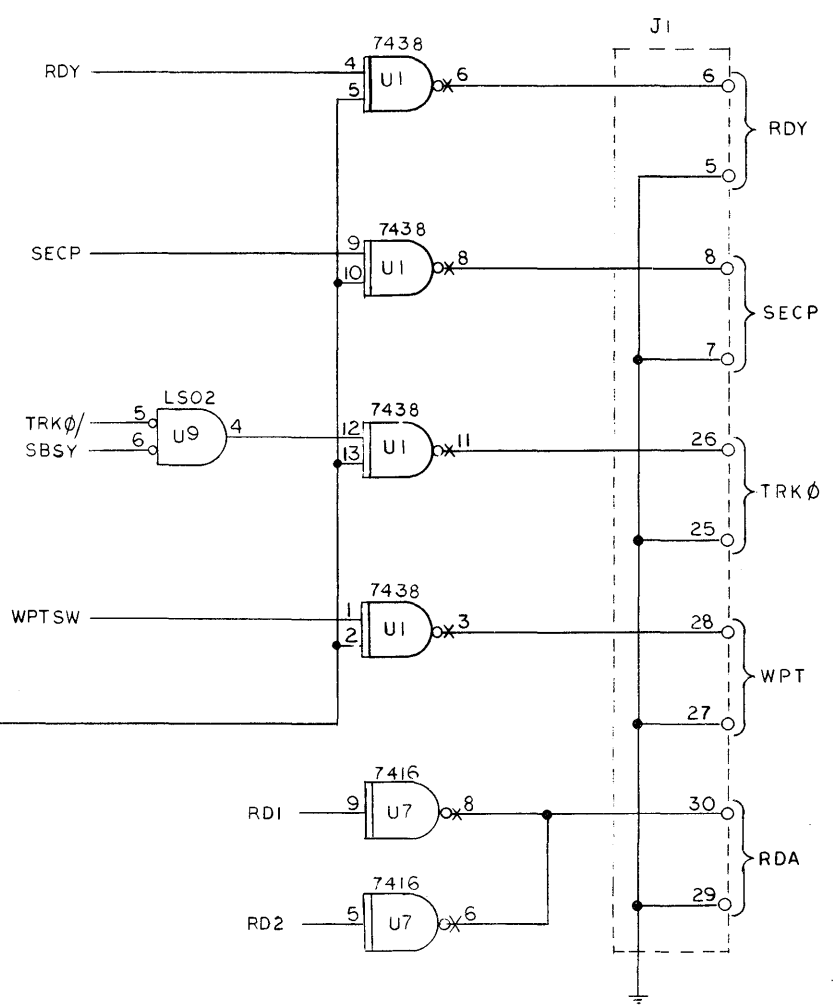 J1
7438
RDY 4 U1 6 6
5
RDY
5
7438
SECP 9 U1 8 8
10
SECP
7
LS02 7438
TRKØ/ 5 U9 4 12 U1 11 26
SBSY 6 13
TRKØ
25
7438
WPTSW 1 U1 3 28
2
WPT
27
7416
RD1 9 U7 8 30
RDA
7416
29
RD2 5 U7 6